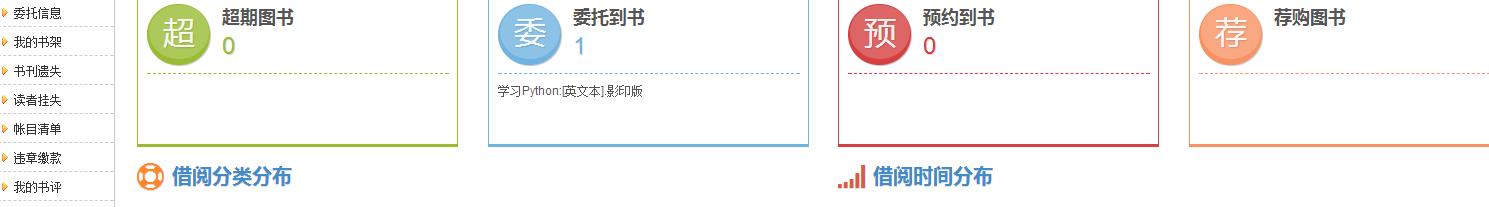 委托信息
我的书架
书刊遗失
读者挂失
帐目清单
违章缴款
我的书评
超
超期图书
0
委
委托到书
1
学习Python:[英文本].影印版
预
预约到书
0
荐
荐购图书
借阅分类分布
借阅时间分布